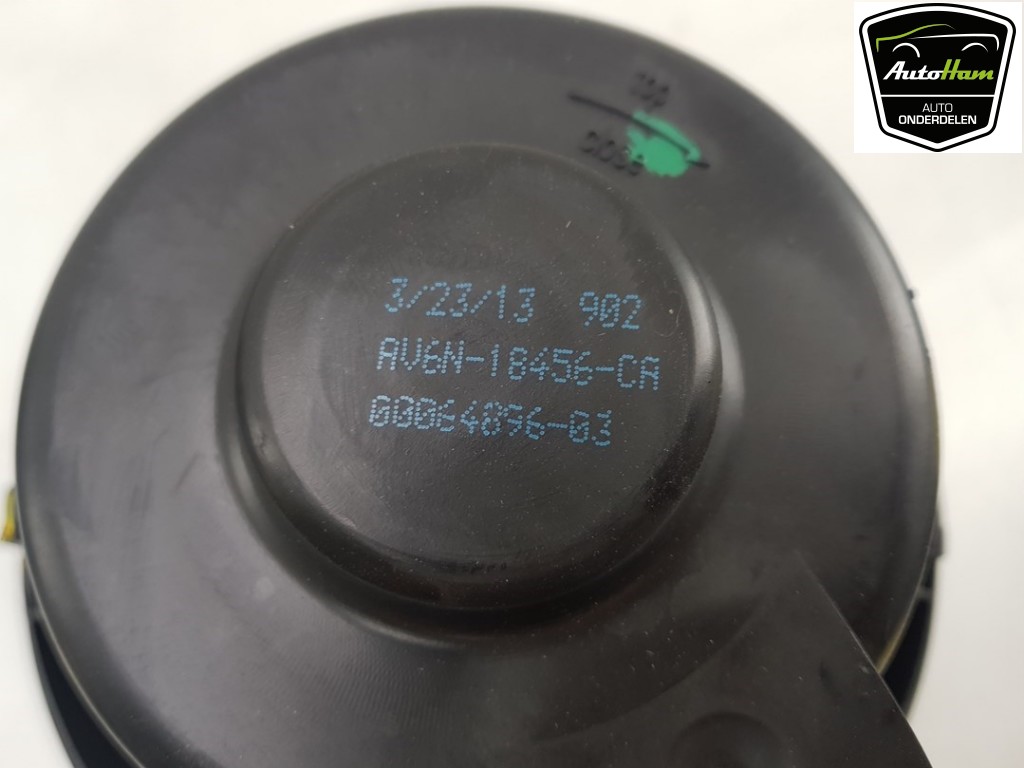 AutoHam
AUTO
ONDERDELEN
3/23/13 902
AV6N-18456-CA
00064896-03